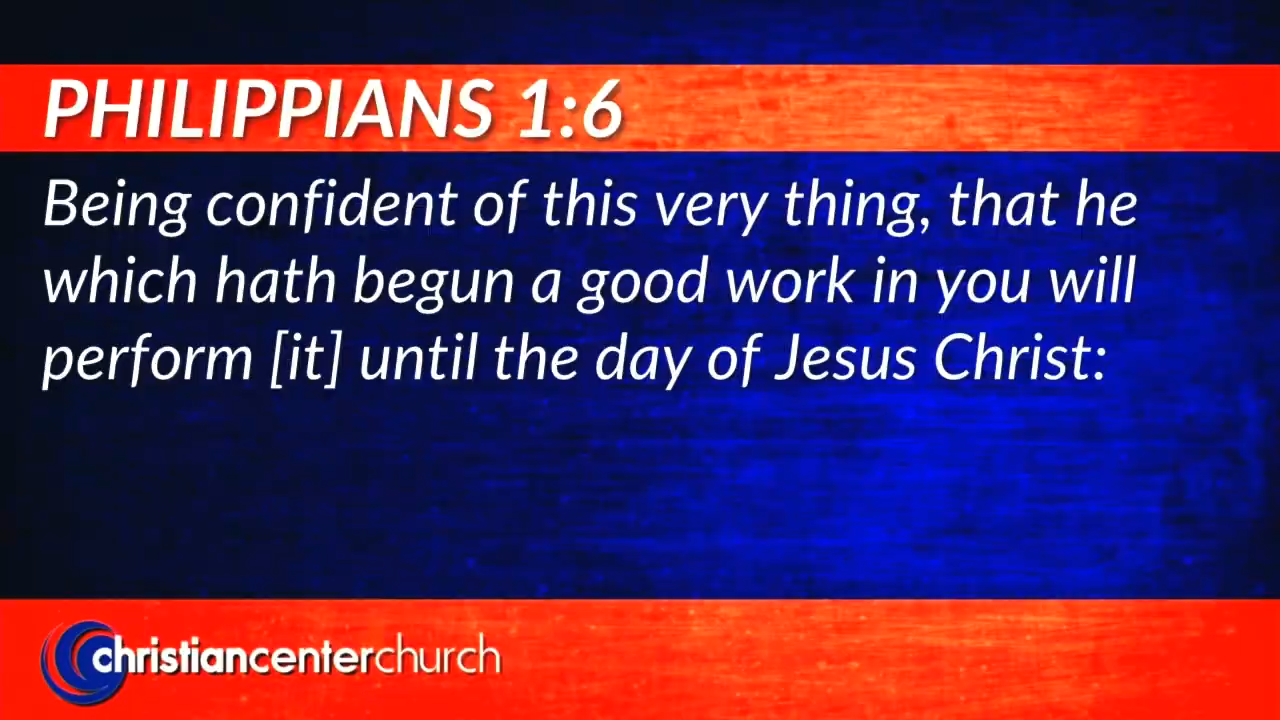 PHILIPPIANS 1:6
Being confident of this very thing, that he
which hath begun a good work in you will
perform [it] until the day of Jesus Christ:
christiancenterchurch